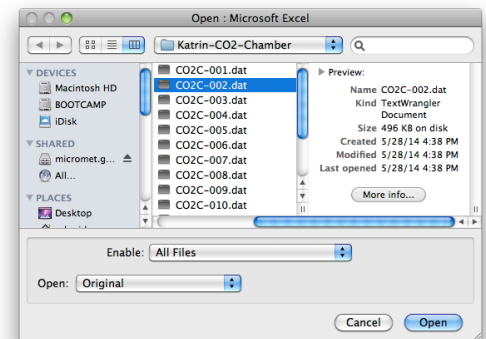 Open : Microsoft Excel
Katrin-CO2-Chamber
DEVICES
Macintosh HD
BOOTCAMP
iDisk
SHARED
micromet.g...
All...
PLACES
Desktop
CO2C-001.dat
CO2C-002.dat
CO2C-003.dat
CO2C-004.dat
CO2C-005.dat
CO2C-006.dat
CO2C-007.dat
CO2C-008.dat
CO2C-009.dat
CO2C-010.dat
Preview:
Name CO2C-002.dat
Kind TextWrangler
Document
Size 496 KB on disk
Created 5/28/14 4:38 PM
Modified 5/28/14 4:38 PM
Last opened 5/28/14 4:38 PM
More info...
Enable: All Files
Open: Original
Cancel
Open